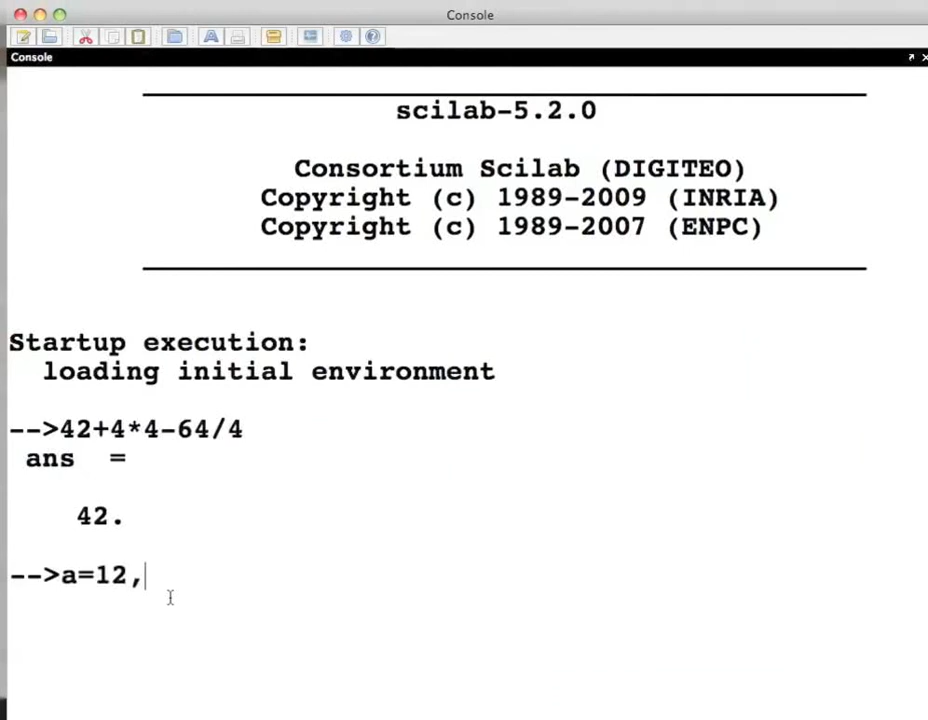 Console
Console
scilab-5.2.0
Consortium Scilab (DIGITEO)
Copyright (c) 1989-2009 (INRIA)
Copyright (c) 1989-2007 (ENPC)
Startup execution:
loading initial environment
-->42+4*4-64/4
ans =
42.
-->a=12,